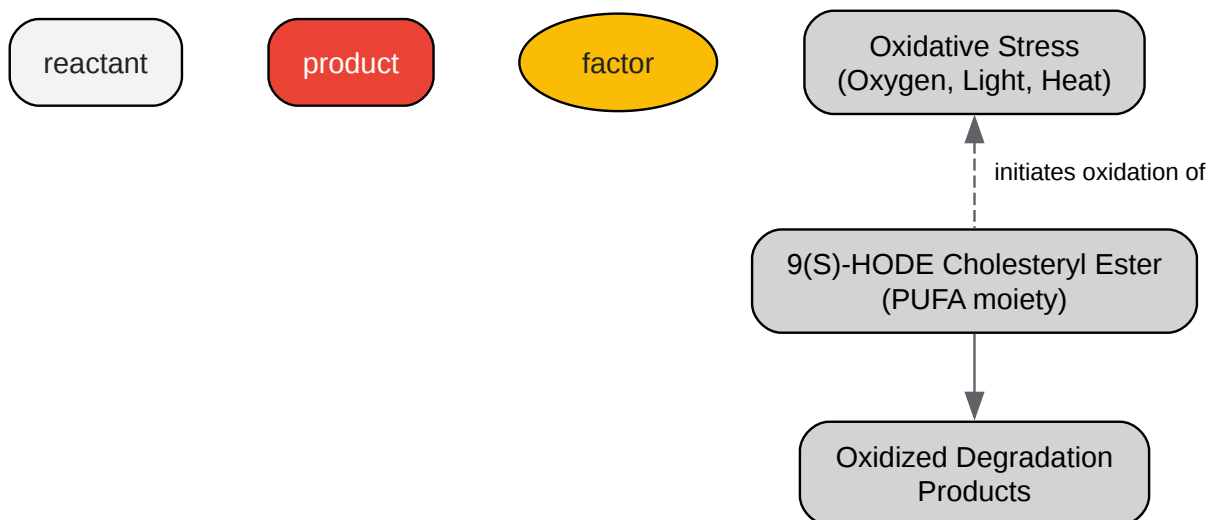 reactant
product
factor
Oxidative Stress
(Oxygen, Light, Heat)
initiates oxidation of
9(S)-HODE Cholesteryl Ester
(PUFA moiety)
Oxidized Degradation
Products